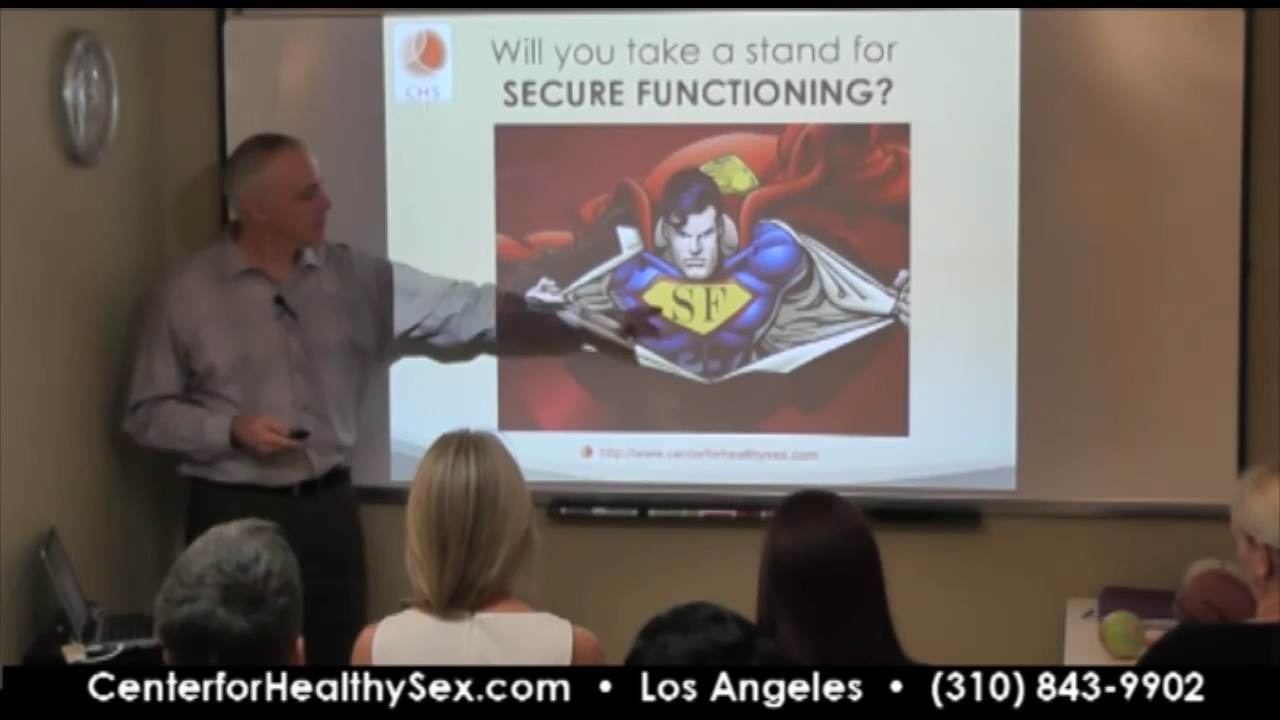 Will you take a stand for
SECURE FUNCTIONING?
CHS
SF
http://www.centerforhealthysex.com
CenterforHealthySex.com • Los Angeles • (310) 843-9902